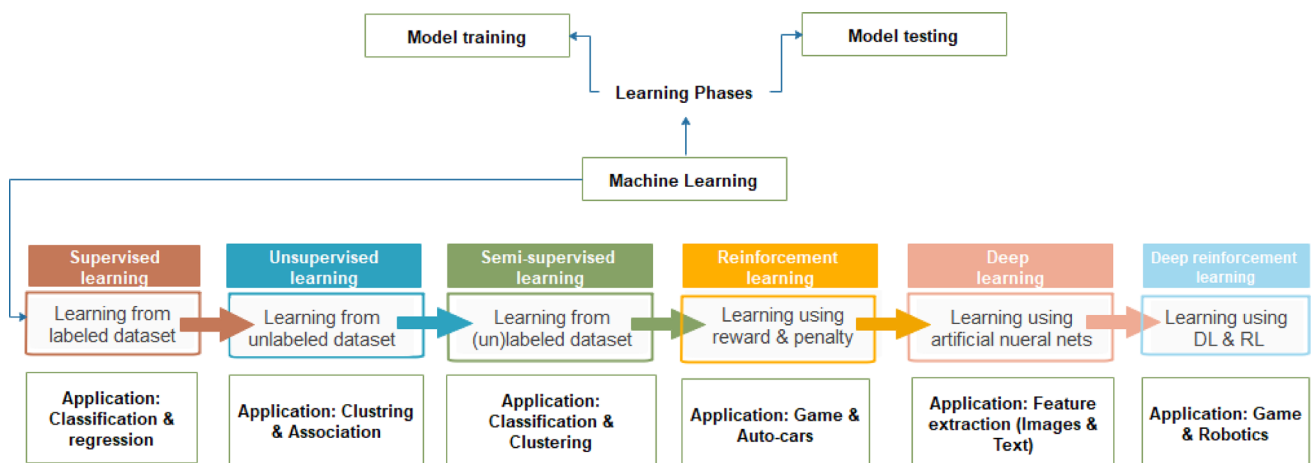 Model training
Model testing
Learning Phases
Machine Learning
Supervised
learning
Unsupervised
learning
Semi-supervised
learning
Reinforcement
learning
Deep
learning
Deep reinforcement
learning
Learning from
labeled dataset
Learning from
unlabeled dataset
Learning from
(un)labeled dataset
Learning using
reward & penalty
Learning using
artificial nueral nets
Learning using
DL & RL
Application:
Classification &
regression
Application: Clustring
& Association
Application:
Classification &
Clustering
Application: Game &
Auto-cars
Application: Feature
extraction (Images &
Text)
Application: Game
& Robotics